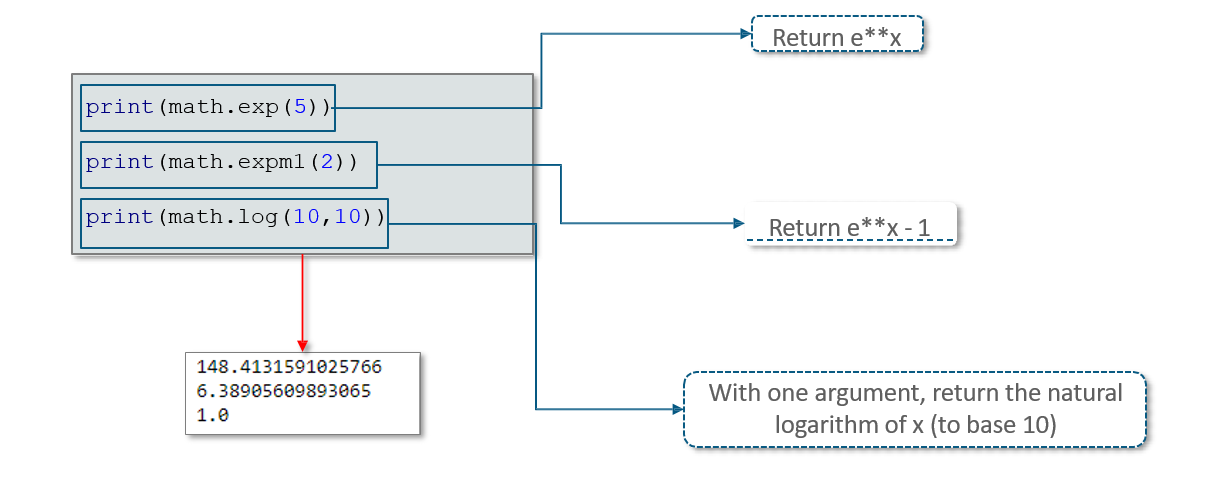 Return e**x
print(math.exp(5))
print(math.expm1(2))
print(math.log(10,10))
Return e**x - 1
148.4131591025766
6.38905609893065
1.0
With one argument, return the natural
logarithm of x (to base 10)